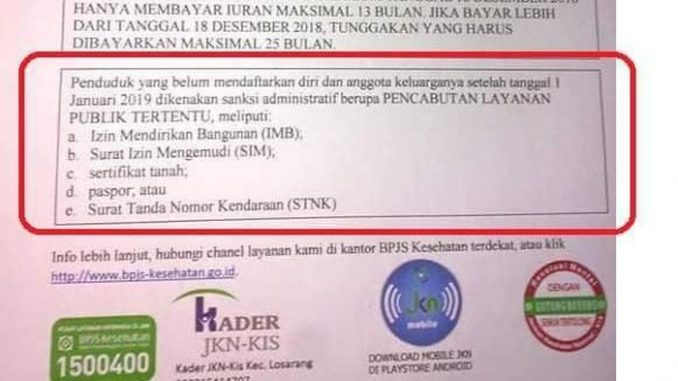 HANYA MEMBAYAR IURAN MAKSIMAL 13 BULAN. JIKA BAYAR LEBIH
DARI TANGGAL 18 DESEMBER 2018, TUNGGAKAN YANG HARUS
DIBAYARKAN MAKSIMAL 25 BULAN.
Penduduk yang belum mendaftarkan diri dan anggota keluarganya setelah tanggal 1
Januari 2019 dikenakan sanksi administratif berupa PENCABUTAN LAYANAN
PUBLIK TERTENTU, meliputi:
a. Izin Mendirikan Bangunan (IMB);
b. Surat Izin Mengemudi (SIM);
c. sertifikat tanah;
d. paspor; atau
e. Surat Tanda Nomor Kendaraan (STNK)
Info lebih lanjut, hubungi chanel layanan kami di kantor BPJS Kesehatan terdekat, atau klik
http://www.bpjs-kesehatan.go.id.
BPJS Kesehatan
1500400
KADER
JKN-KIS
Kader JKN-Kis Kec. Losarang
Jkn
mobile
DOWNLOAD MOBILE JKN
DI PLAYSTORE ANDROID
Revolusi Mental
DENGAN
GOTONG ROYONG
SEMUA TERTOLONG